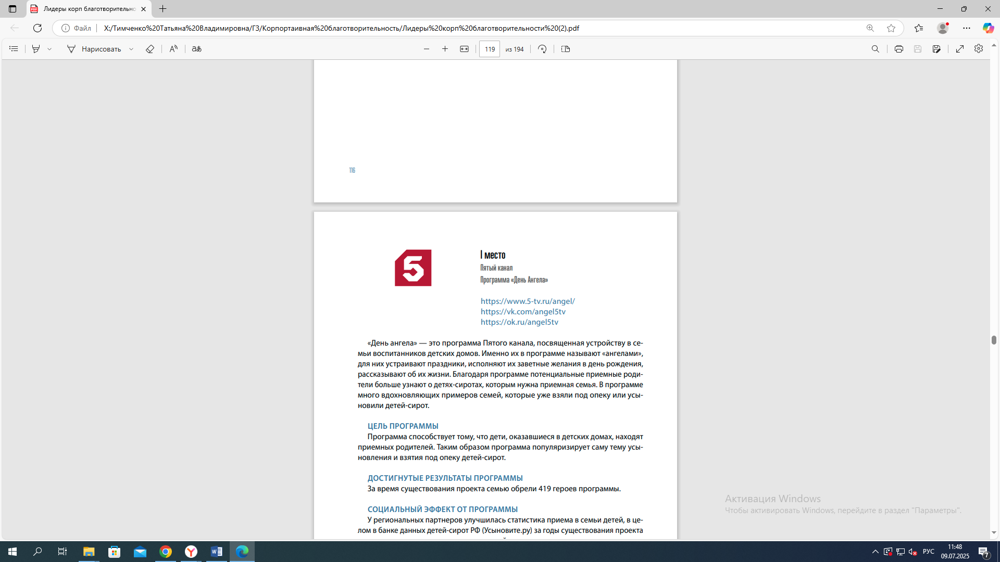 Лидеры корп благотворительно
Файл
X:/Тимченко%20Татьяна%20Владимировна/ГЗ/Корпортаивная%20благотворительность/Лидеры%20корп%20благотворительности%20(2).pdf
Нарисовать
аあ
119 из 194
116
5
I место
Пятый канал
Программа «День Ангела»
https://www.5-tv.ru/angel/
https://vk.com/angel5tv
https://ok.ru/angel5tv
«День ангела» — это программа Пятого канала, посвященная устройству в се-
мьи воспитанников детских домов. Именно их в программе называют «ангелами»,
для них устраивают праздники, исполняют их заветные желания в день рождения,
рассказывают об их жизни. Благодаря программе потенциальные приемные роди-
тели больше узнают о детях-сиротах, которым нужна приемная семья. В программе
много вдохновляющих примеров семей, которые уже взяли под опеку или усы-
новили детей-сирот.
ЦЕЛЬ ПРОГРАММЫ
Программа способствует тому, что дети, оказавшиеся в детских домах, находят
приемных родителей. Таким образом программа популяризирует саму тему усы-
новления и взятия под опеку детей-сирот.
ДОСТИГНУТЫЕ РЕЗУЛЬТАТЫ ПРОГРАММЫ
За время существования проекта семью обрели 419 героев программы.
СОЦИАЛЬНЫЙ ЭФФЕКТ ОТ ПРОГРАММЫ
У региональных партнеров улучшилась статистика приема в семьи детей, в це-
лом в банке данных детей-сирот РФ (Усыновите.ру) за годы существования проекта
Активация Windows
Чтобы активировать Windows, перейдите в раздел "Параметры".
РУС
11:48
09.07.2025
7